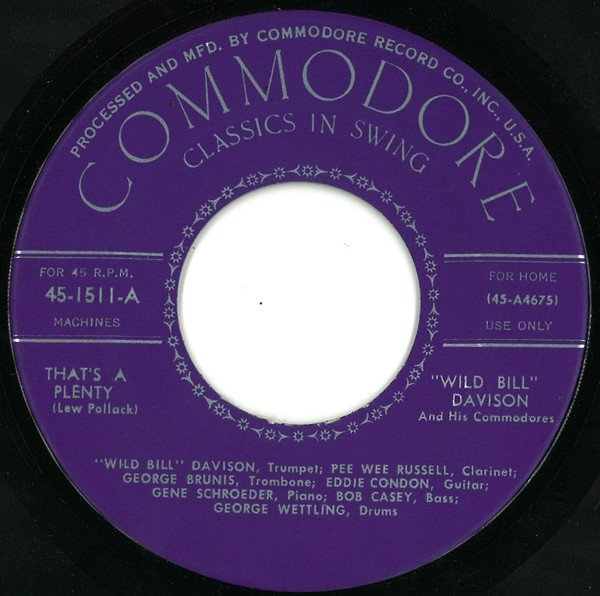 PROCESSED AND MFD. BY COMMODORE RECORD CO., INC., U.S.A.
COMMODORE
CLASSICS IN SWING
FOR 45 R.P.M.
45-1511-A
MACHINES
FOR HOME
(45-A4675)
USE ONLY
THAT'S A
PLENTY
(Lew Pollack)
"WILD BILL"
DAVISON
And His Commodores
"WILD BILL" DAVISON, Trumpet; PEE WEE RUSSELL, Clarinet;
GEORGE BRUNIS, Trombone; EDDIE CONDON, Guitar;
GENE SCHROEDER, Piano; BOB CASEY, Bass;
GEORGE WETTLING, Drums